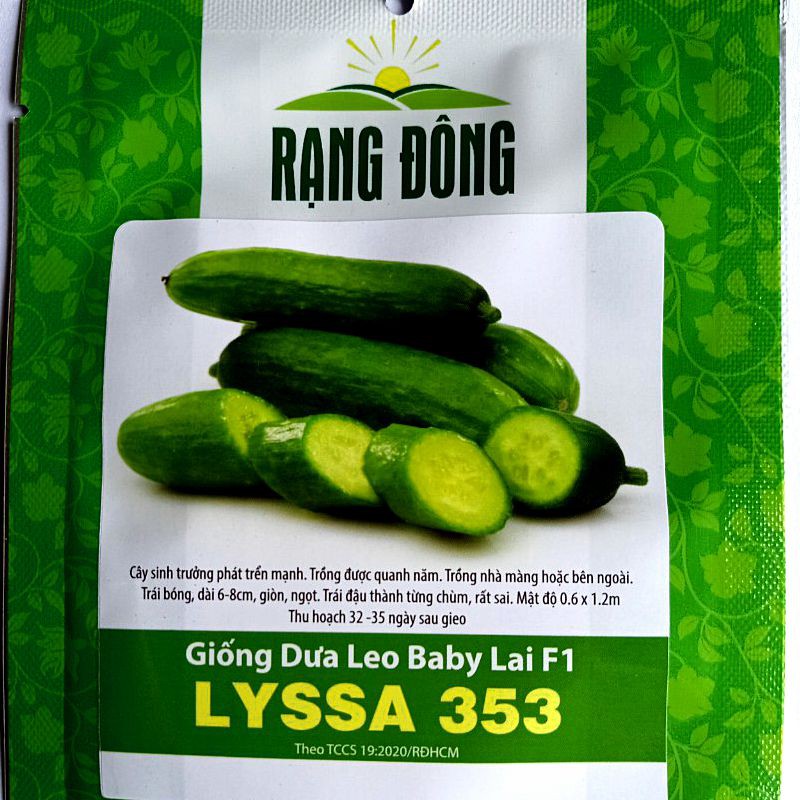 RẠNG ĐÔNG
Cây sinh trưởng phát trển mạnh. Trồng được quanh năm. Trồng nhà màng hoặc bên ngoài.
Trái bóng, dài 6-8cm, giòn, ngọt. Trái đậu thành từng chùm, rất sai. Mật độ 0.6 x 1.2m
Thu hoạch 32 -35 ngày sau gieo
Giống Dưa Leo Baby Lai F1
LYSSA 353
Theo TCCS 19:2020/RĐHCM